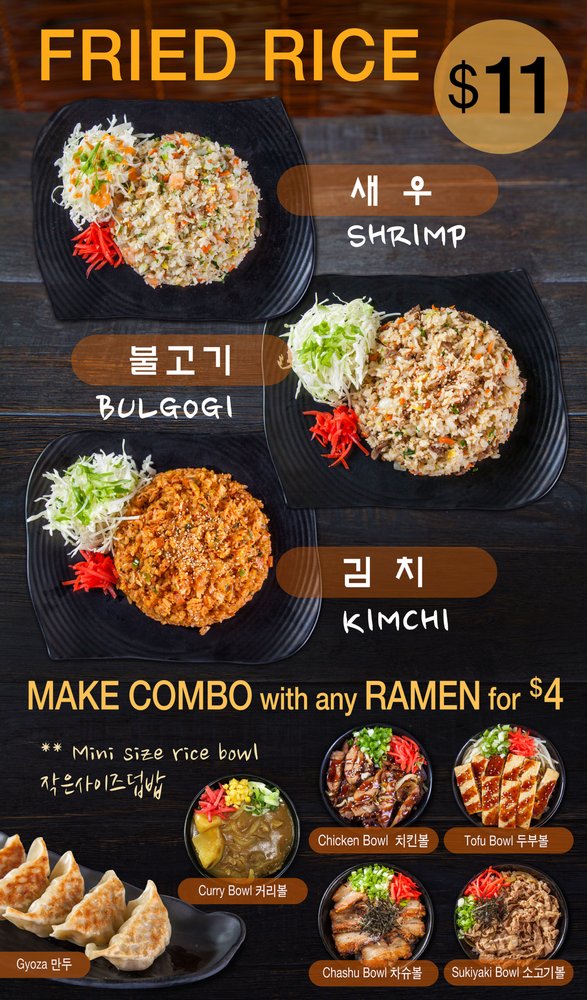 FRIED RICE $11
새우
SHRIMP
불고기
BULGOGI
김치
KIMCHI
MAKE COMBO with any RAMEN for $4
** Mini size rice bowl
작은사이즈덮밥
Chicken Bowl 치킨볼
Tofu Bowl 두부볼
Curry Bowl 커리볼
Gyoza 만두
Chashu Bowl 차슈볼
Sukiyaki Bowl 소고기볼